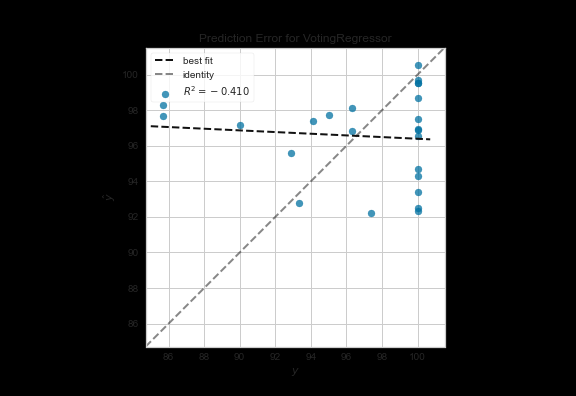 Prediction Error for VotingRegressor
best fit
identity
R² = −0.410
100
98
96
94
92
90
88
86
ŷ
86 88 90 92 94 96 98 100
y